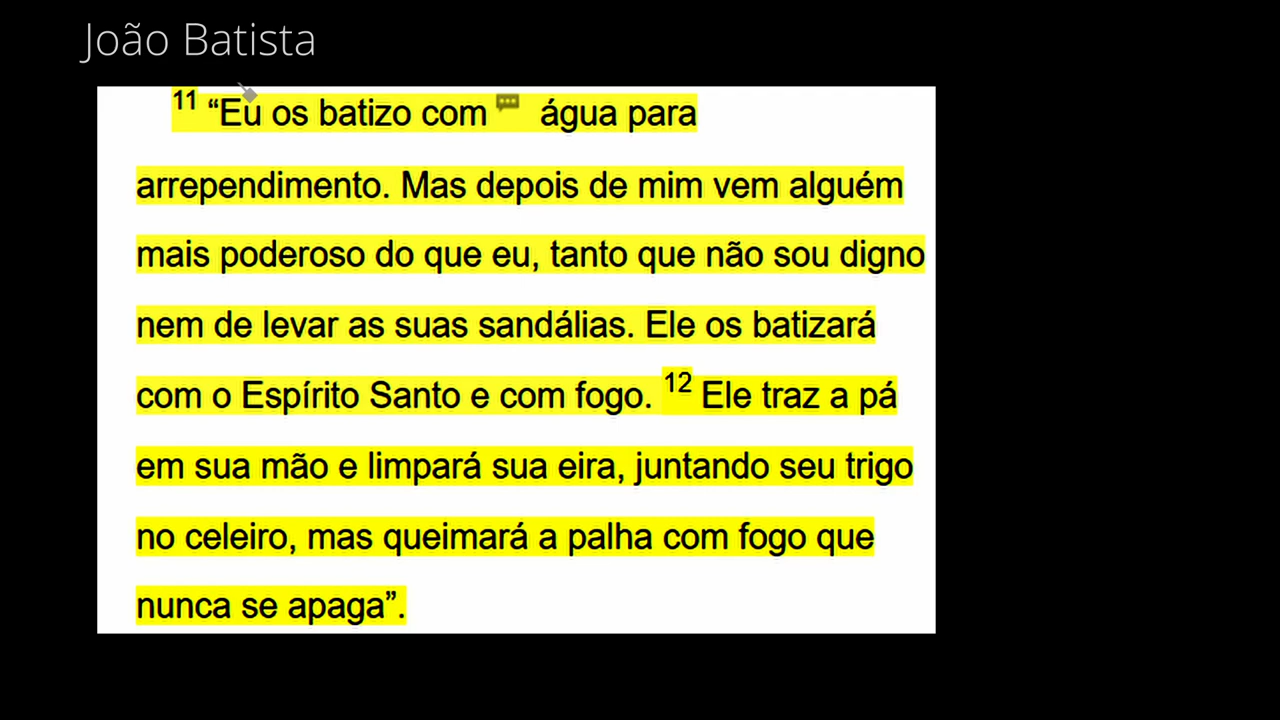 João Batista
11 “Eu os batizo com água para
arrependimento. Mas depois de mim vem alguém
mais poderoso do que eu, tanto que não sou digno
nem de levar as suas sandálias. Ele os batizará
com o Espírito Santo e com fogo. 12 Ele traz a pá
em sua mão e limpará sua eira, juntando seu trigo
no celeiro, mas queimará a palha com fogo que
nunca se apaga”.